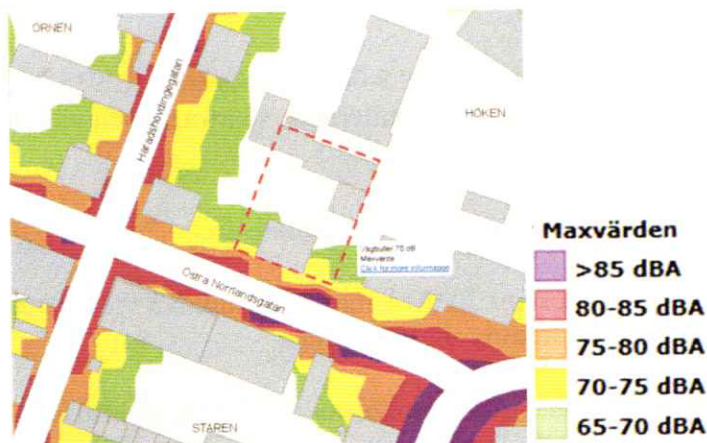 ÖRNEN
Häradshövdingegatan
HÖKEN
Vägbuller 75 dB
Maxvärde
Click for more information
Östra Norrlandsgatan
STAREN
Maxvärden
>85 dBA
80-85 dBA
75-80 dBA
70-75 dBA
65-70 dBA